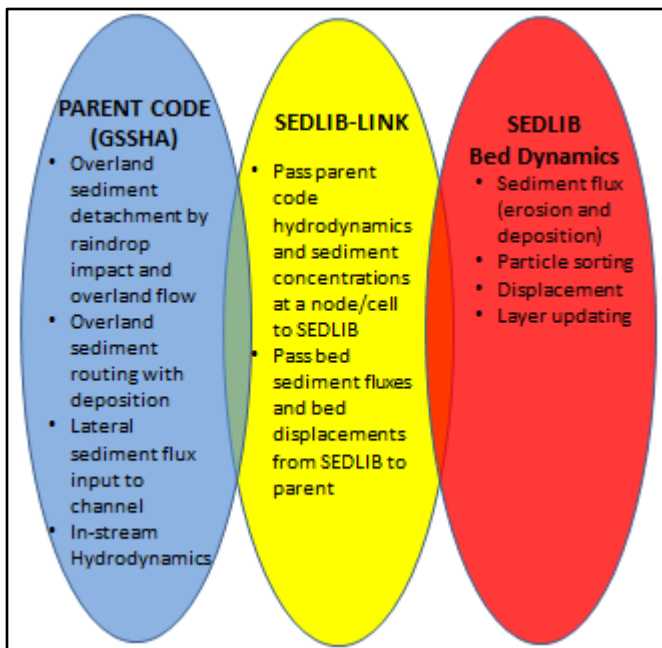 PARENT CODE
(GSSHA)
• Overland
sediment
detachment by
raindrop
impact and
overland flow
• Overland
sediment
routing with
deposition
• Lateral
sediment flux
input to
channel
• In-stream
Hydrodynamics
SEDLIB-LINK
• Pass parent
code
hydrodynamics
and sediment
concentrations
at a node/cell
to SEDLIB
• Pass bed
sediment fluxes
and bed
displacements
from SEDLIB to
parent
SEDLIB
Bed Dynamics
• Sediment flux
(erosion and
deposition)
• Particle sorting
• Displacement
• Layer updating